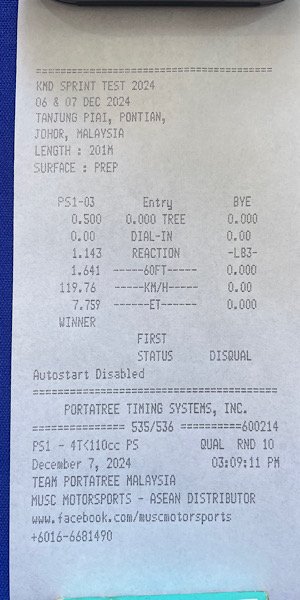 ========================================
KMD SPRINT TEST 2024
06 & 07 DEC 2024
TANJUNG PIAI, PONTIAN,
JOHOR, MALAYSIA
LENGTH : 201M
SURFACE : PREP
PS1-03 Entry BYE
0.500 0.000 TREE 0.000
0.00 DIAL-IN 0.00
1.143 REACTION -LB3-
1.641 ------60FT------ 0.000
119.76 ------KM/H------ 0.00
7.759 -------ET------- 0.000
WINNER
FIRST
STATUS DISQUAL
Autostart Disabled
========================================
PORTATREE TIMING SYSTEMS, INC.
=============== 535/536 ==========600214
PS1 - 4T<110cc PS QUAL RND 10
December 7, 2024 03:09:11 PM
TEAM PORTATREE MALAYSIA
MUSC MOTORSPORTS - ASEAN DISTRIBUTOR
www.facebook.com/muscmotorsports
+6016-6681490